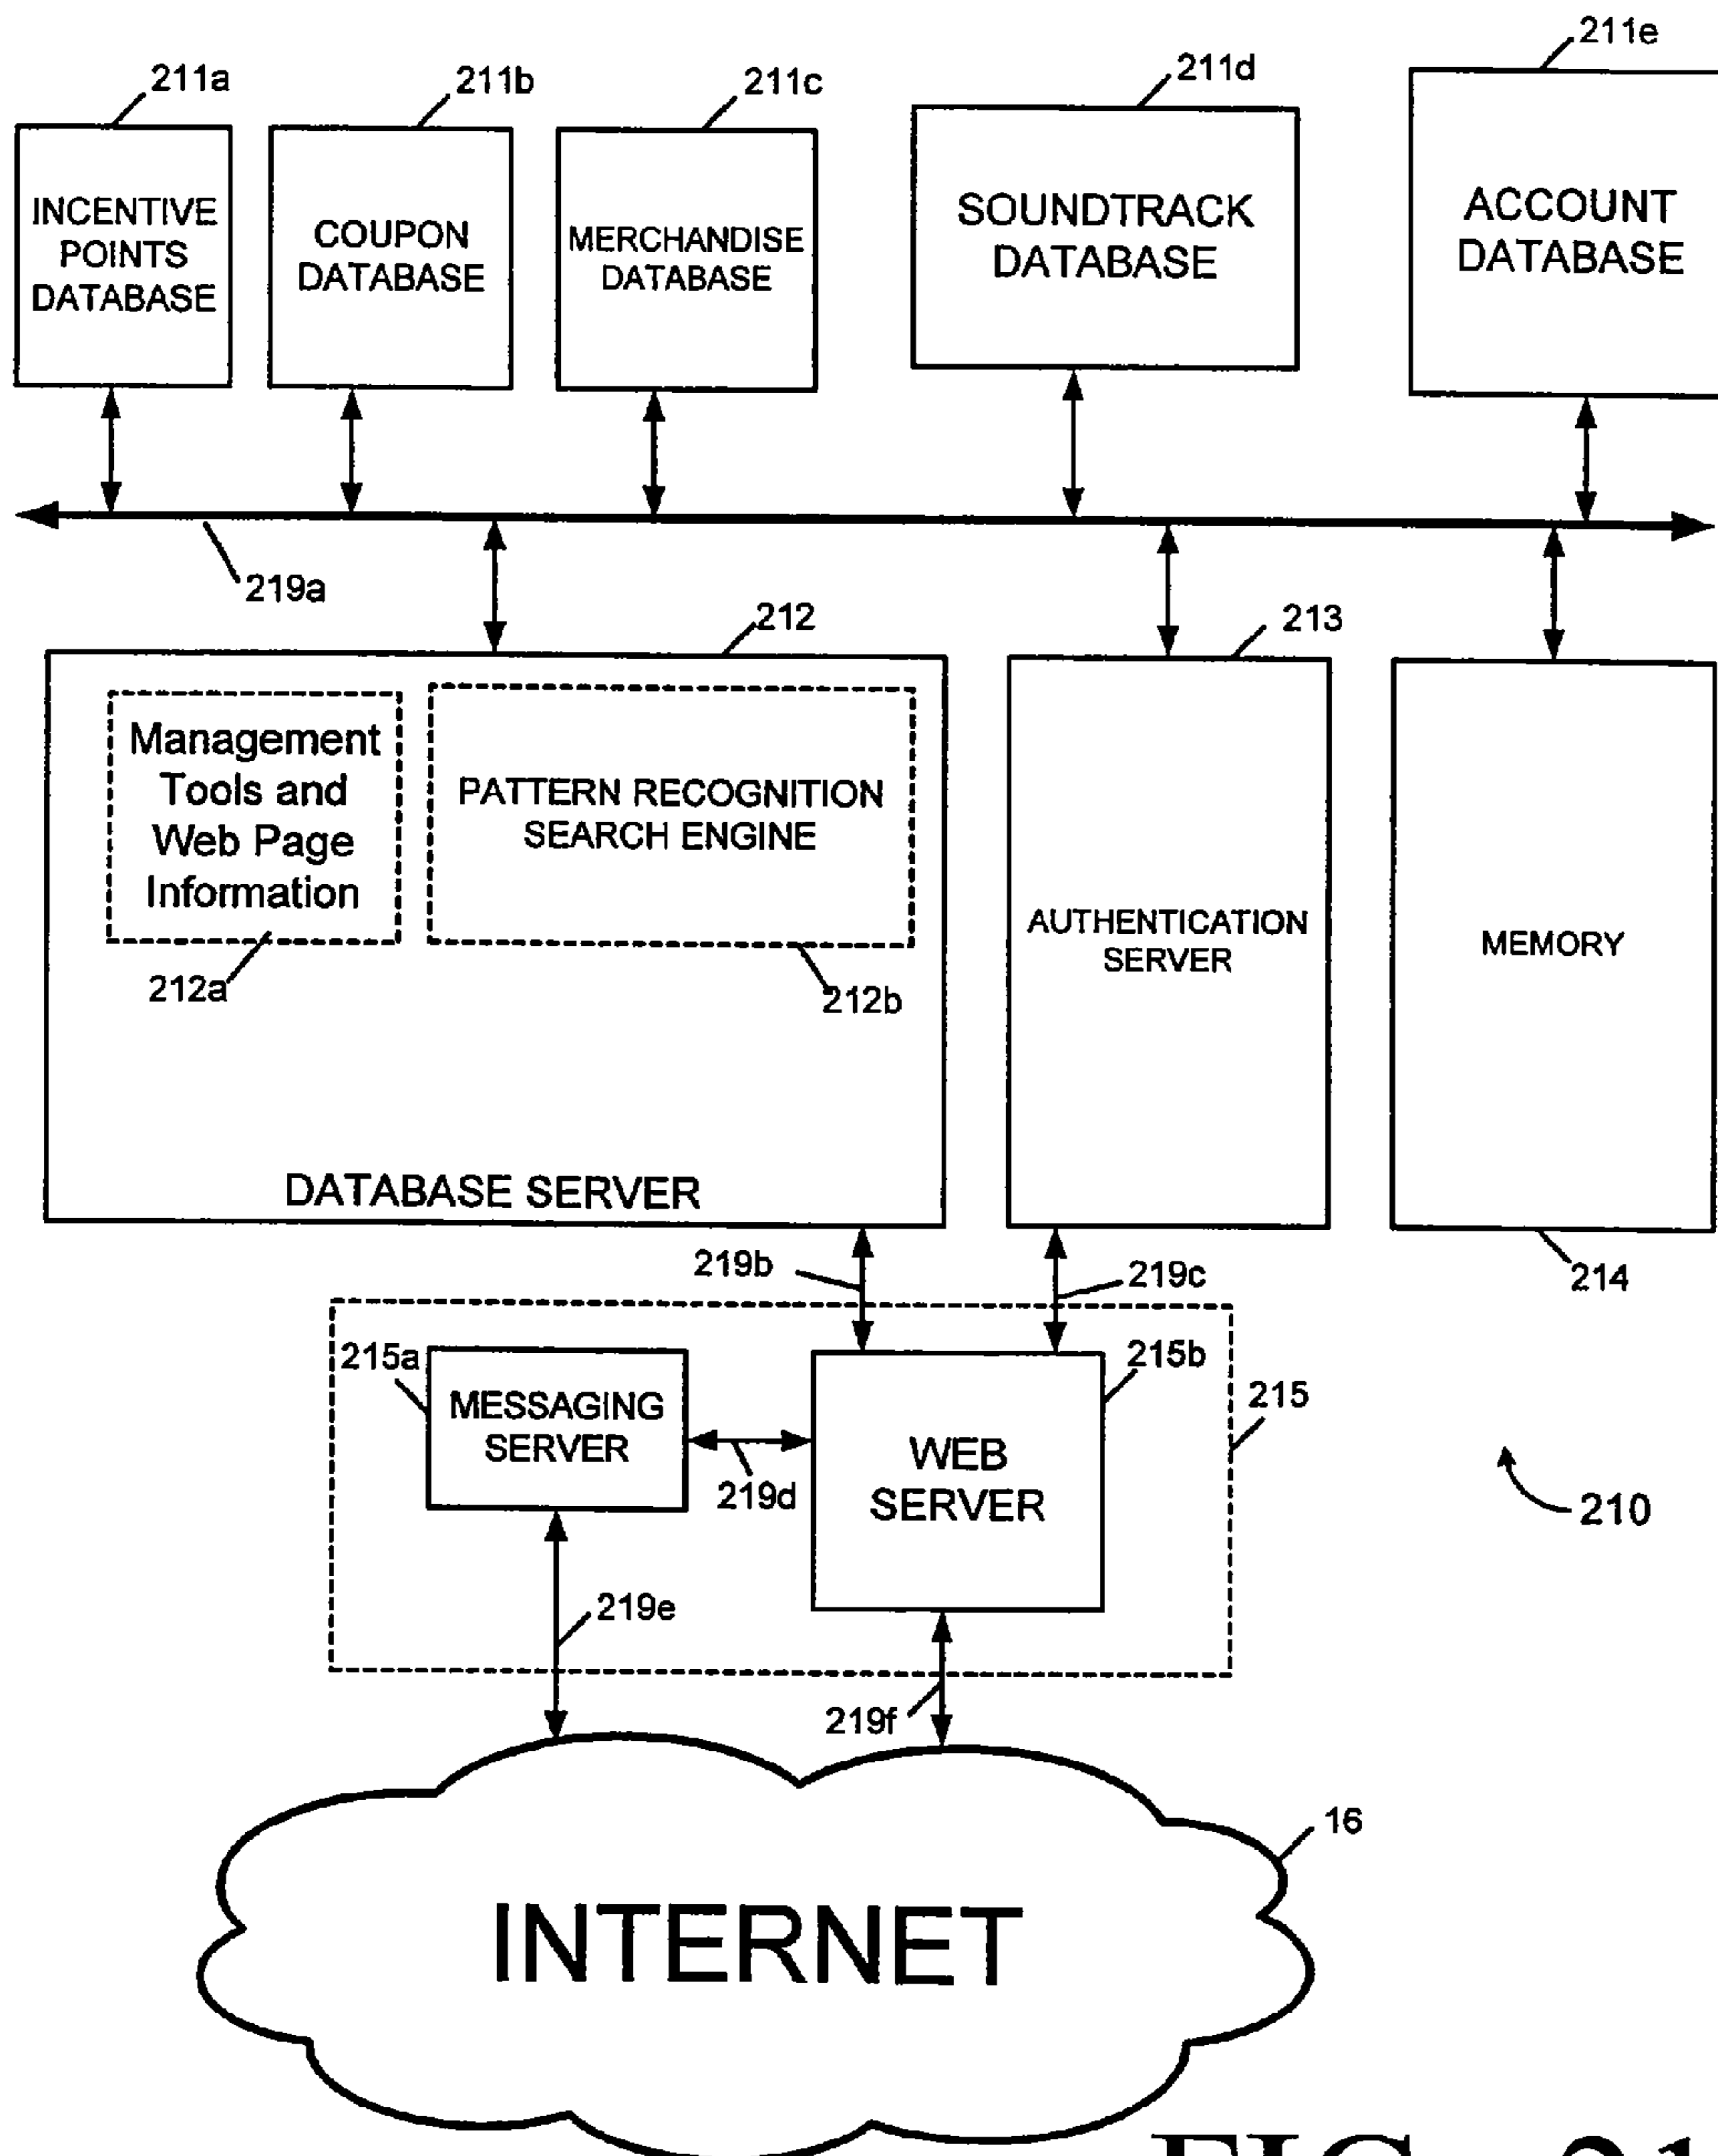 211a
211b
211c
211d
211e
INCENTIVE
POINTS
DATABASE
COUPON
DATABASE
MERCHANDISE
DATABASE
SOUNDTRACK
DATABASE
ACCOUNT
DATABASE
219a
212
213
Management
Tools and
Web Page
Information
212a
PATTERN RECOGNITION
SEARCH ENGINE
212b
DATABASE SERVER
AUTHENTICATION
SERVER
MEMORY
214
219b
219c
215a
MESSAGING
SERVER
219d
WEB
SERVER
215b
215
210
219e
219f
16
INTERNET
FIG. 21